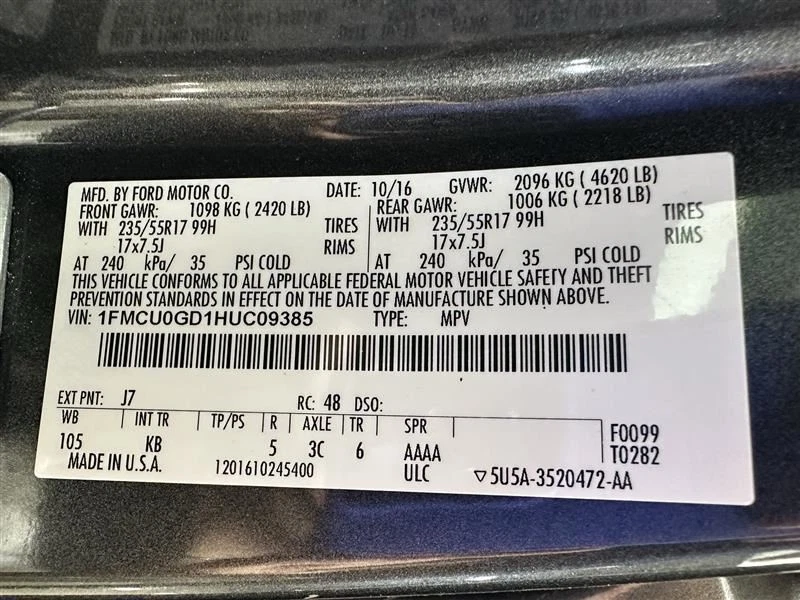 MFD. BY FORD MOTOR CO. DATE: 10/16 GVWR: 2096 KG ( 4620 LB)
FRONT GAWR: 1098 KG ( 2420 LB) REAR GAWR: 1006 KG ( 2218 LB)
WITH 235/55R17 99H TIRES WITH 235/55R17 99H TIRES
17x7.5J RIMS 17x7.5J RIMS
AT 240 kPa/ 35 PSI COLD AT 240 kPa/ 35 PSI COLD
THIS VEHICLE CONFORMS TO ALL APPLICABLE FEDERAL MOTOR VEHICLE SAFETY AND THEFT
PREVENTION STANDARDS IN EFFECT ON THE DATE OF MANUFACTURE SHOWN ABOVE.
VIN: 1FMCU0GD1HUC09385 TYPE: MPV
EXT PNT: J7 RC: 48 DSO:
WB INT TR TP/PS R AXLE TR SPR F0099
105 KB 5 3C 6 AAAA T0282
MADE IN U.S.A. 1201610245400 ULC ▽5U5A-3520472-AA